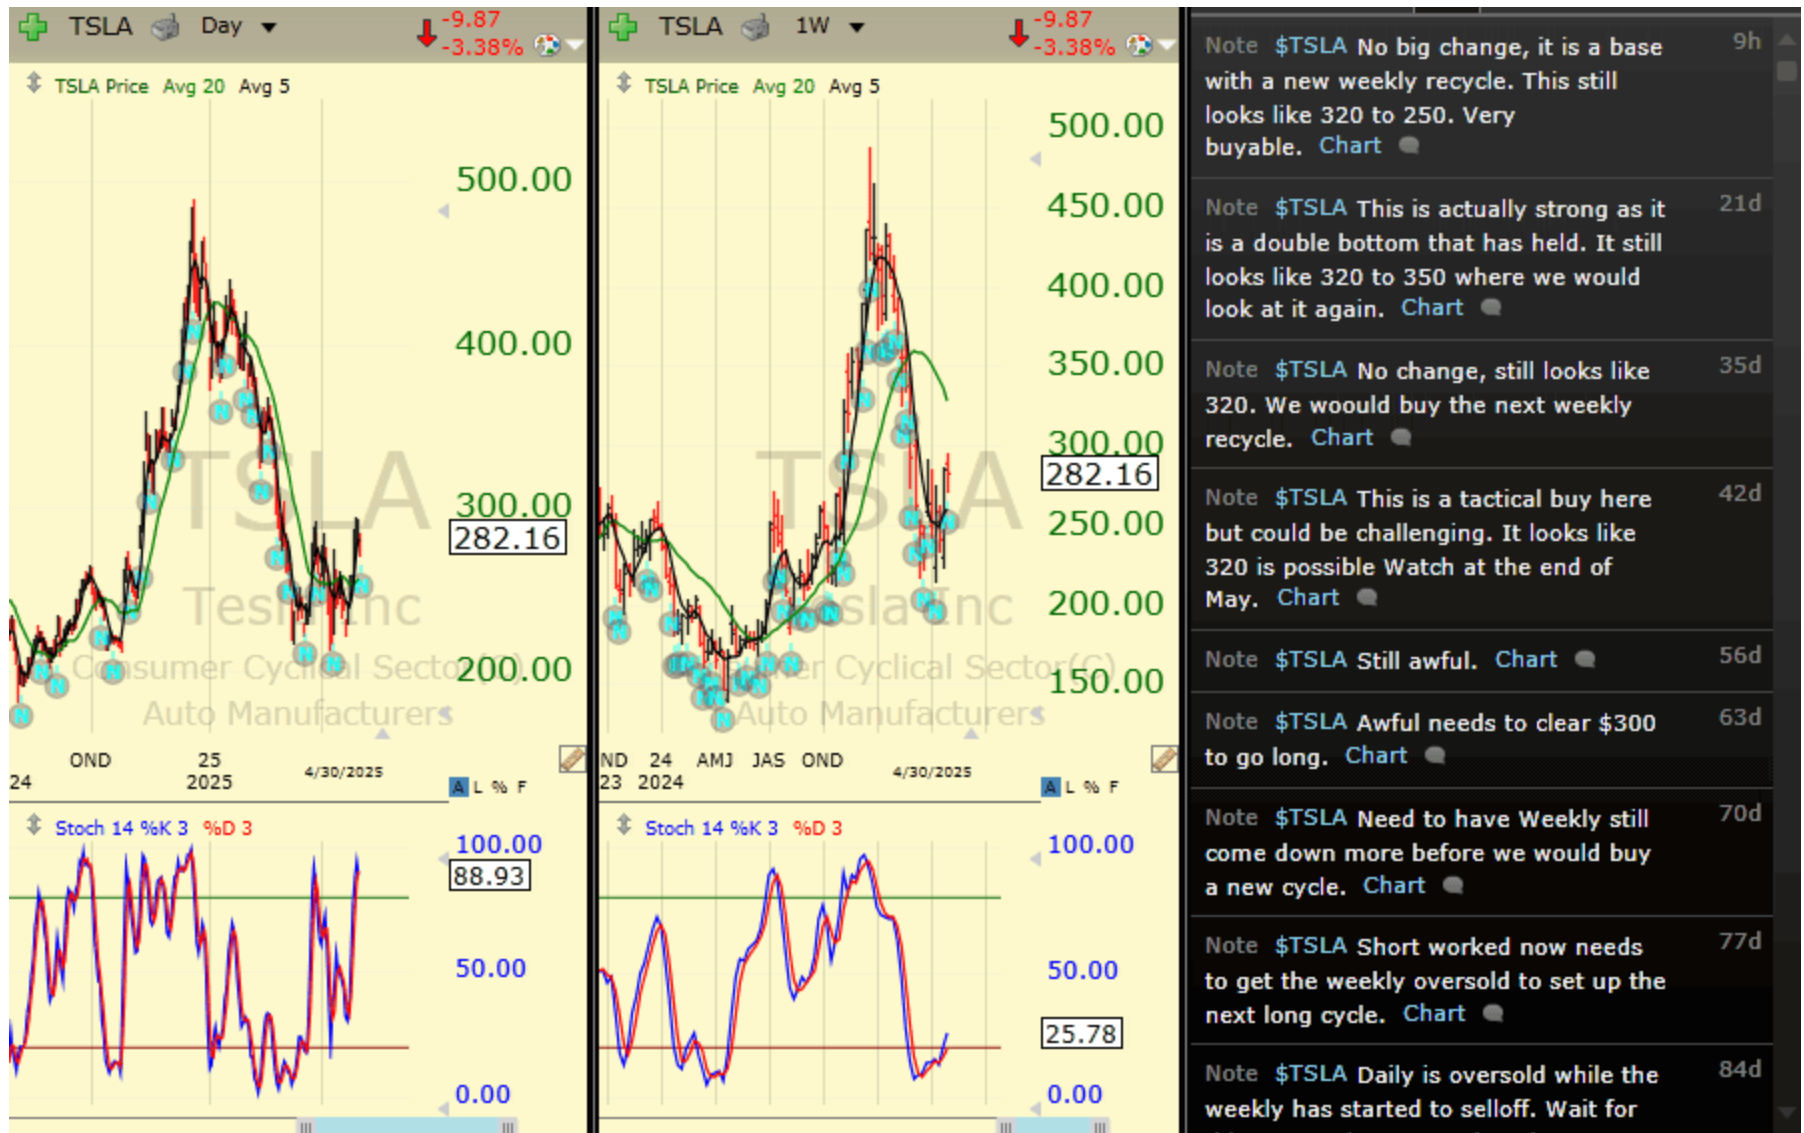 TSLA Day -9.87
-3.38%
TSLA Price Avg 20 Avg 5
500.00
400.00
300.00
282.16
200.00
TSLA
Tesla Inc
Consumer Cyclical Sector(C)
Auto Manufacturers
OND 25
24 2025 4/30/2025
A L % F
Stoch 14 %K 3 %D 3
100.00
88.93
50.00
0.00
TSLA 1W -9.87
-3.38%
TSLA Price Avg 20 Avg 5
500.00
450.00
400.00
350.00
300.00
282.16
250.00
200.00
150.00
TSLA
Tesla Inc
Consumer Cyclical Sector(C)
Auto Manufacturers
ND 24 AMJ JAS OND
23 2024 4/30/2025
A L % F
Stoch 14 %K 3 %D 3
100.00
50.00
25.78
0.00
Note $TSLA No big change, it is a base 9h
with a new weekly recycle. This still
looks like 320 to 250. Very
buyable. Chart
Note $TSLA This is actually strong as it 21d
is a double bottom that has held. It still
looks like 320 to 350 where we would
look at it again. Chart
Note $TSLA No change, still looks like 35d
320. We woould buy the next weekly
recycle. Chart
Note $TSLA This is a tactical buy here 42d
but could be challenging. It looks like
320 is possible Watch at the end of
May. Chart
Note $TSLA Still awful. Chart 56d
Note $TSLA Awful needs to clear $300 63d
to go long. Chart
Note $TSLA Need to have Weekly still 70d
come down more before we would buy
a new cycle. Chart
Note $TSLA Short worked now needs 77d
to get the weekly oversold to set up the
next long cycle. Chart
Note $TSLA Daily is oversold while the 84d
weekly has started to selloff. Wait for